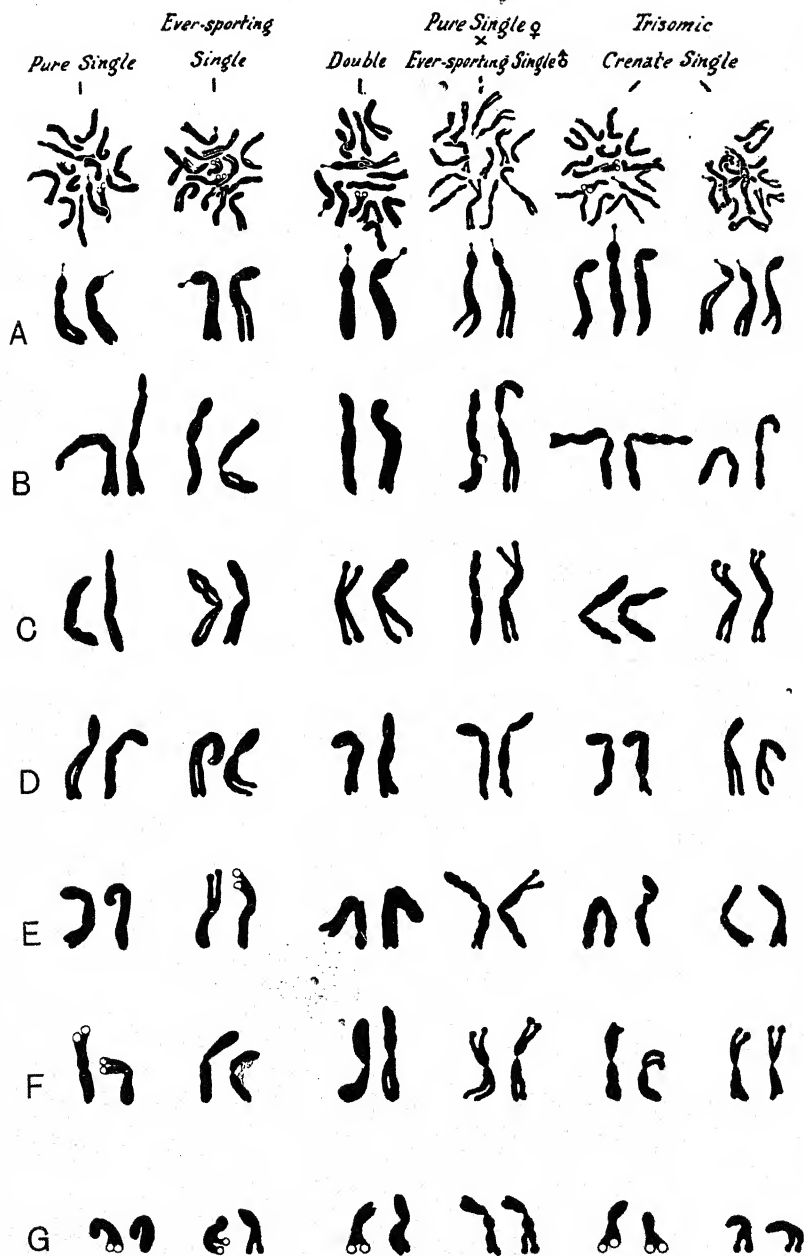 Ever-sporting
Pure Single ♀
Trisomic
×
Pure Single
Single
Double
Ever-sporting Single ♂
Crenate Single
A
B
C
D
E
F
G